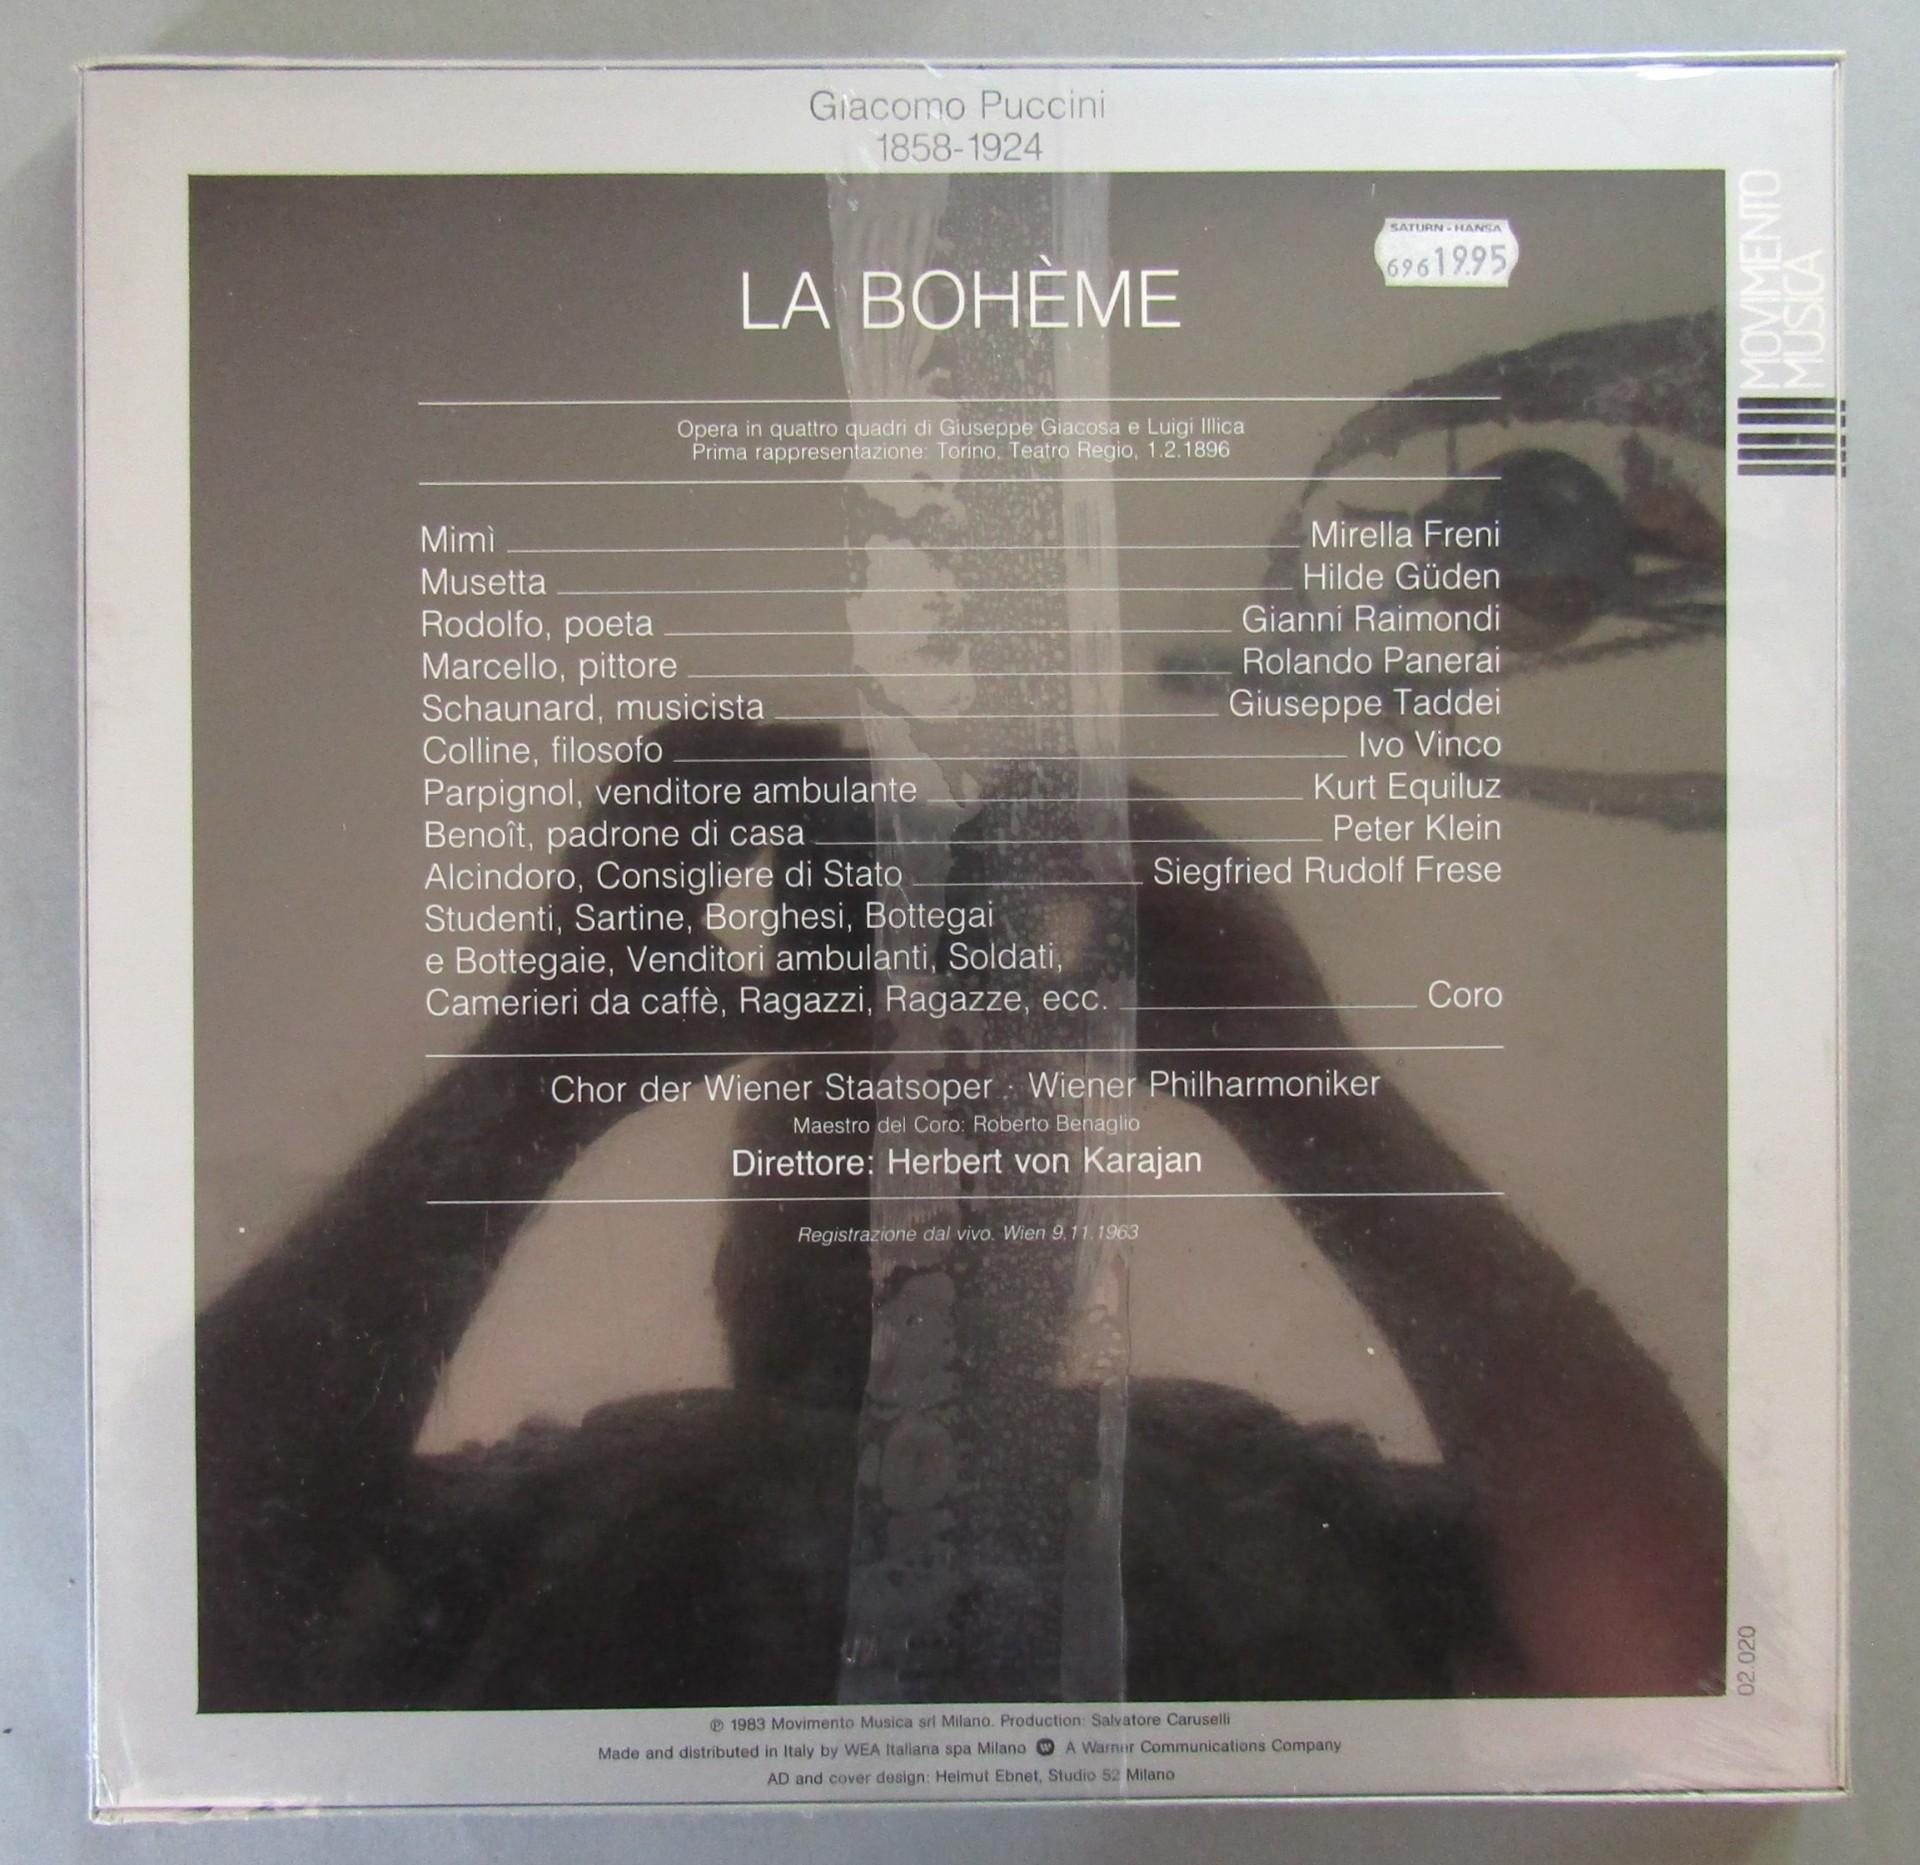 Giacomo Puccini
1858-1924
SATURN-HANSA
696 19.95
MOVIMENTO
MUSICA
LA BOHÈME
Opera in quattro quadri di Giuseppe Giacosa e Luigi Illica
Prima rappresentazione: Torino, Teatro Regio, 1.2.1896
Mimì Mirella Freni
Musetta Hilde Güden
Rodolfo, poeta Gianni Raimondi
Marcello, pittore Rolando Panerai
Schaunard, musicista Giuseppe Taddei
Colline, filosofo Ivo Vinco
Parpignol, venditore ambulante Kurt Equiluz
Benoît, padrone di casa Peter Klein
Alcindoro, Consigliere di Stato Siegfried Rudolf Frese
Studenti, Sartine, Borghesi, Bottegai
e Bottegaie, Venditori ambulanti, Soldati,
Camerieri da caffè, Ragazzi, Ragazze, ecc. Coro
Chor der Wiener Staatsoper · Wiener Philharmoniker
Maestro del Coro: Roberto Benaglio
Direttore: Herbert von Karajan
Registrazione dal vivo. Wien 9.11.1963
02.020
℗ 1983 Movimento Musica srl Milano. Production: Salvatore Caruselli
Made and distributed in Italy by WEA Italiana spa Milano W A Warner Communications Company
AD and cover design: Helmut Ebnet, Studio 52 Milano